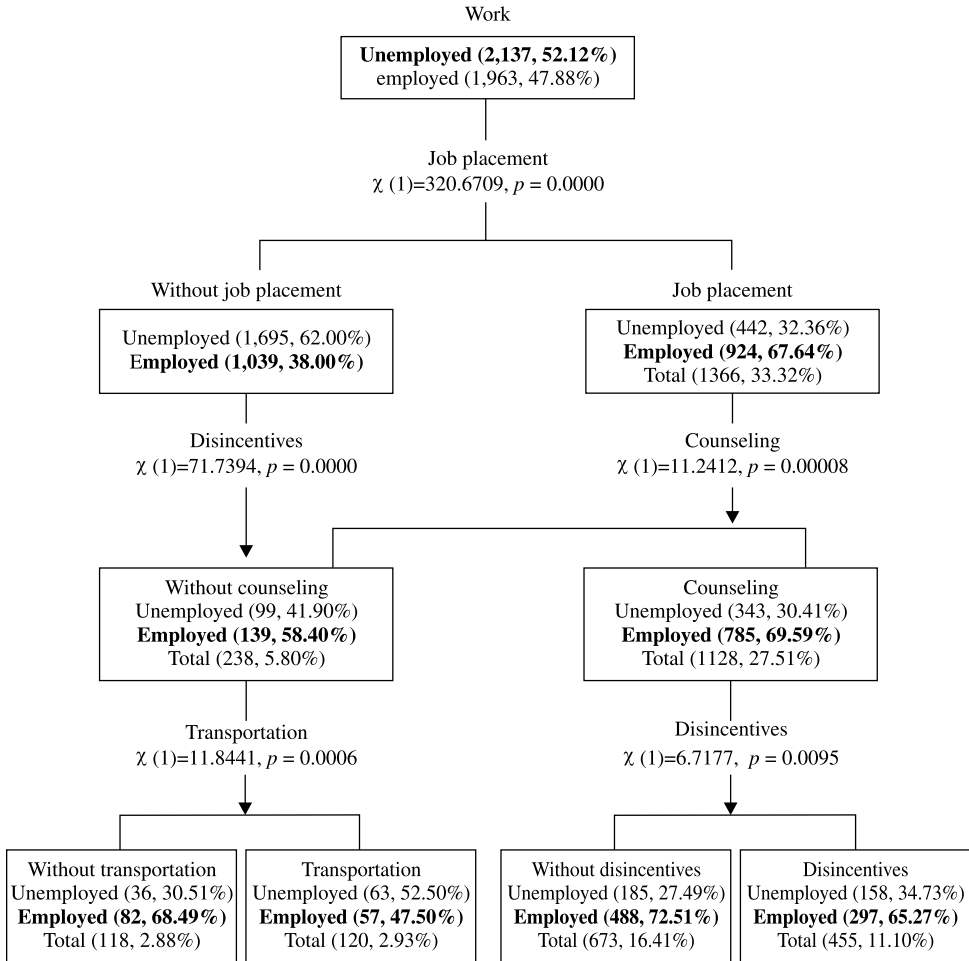 Work
Unemployed (2,137, 52.12%)
employed (1,963, 47.88%)
Job placement
χ (1)=320.6709, p = 0.0000
Without job placement
Unemployed (1,695, 62.00%)
Employed (1,039, 38.00%)
Job placement
Unemployed (442, 32.36%)
Employed (924, 67.64%)
Total (1366, 33.32%)
Disincentives
χ (1)=71.7394, p = 0.0000
Counseling
χ (1)=11.2412, p = 0.00008
Without counseling
Unemployed (99, 41.90%)
Employed (139, 58.40%)
Total (238, 5.80%)
Counseling
Unemployed (343, 30.41%)
Employed (785, 69.59%)
Total (1128, 27.51%)
Transportation
χ (1)=11.8441, p = 0.0006
Disincentives
χ (1)=6.7177, p = 0.0095
Without transportation
Unemployed (36, 30.51%)
Employed (82, 68.49%)
Total (118, 2.88%)
Transportation
Unemployed (63, 52.50%)
Employed (57, 47.50%)
Total (120, 2.93%)
Without disincentives
Unemployed (185, 27.49%)
Employed (488, 72.51%)
Total (673, 16.41%)
Disincentives
Unemployed (158, 34.73%)
Employed (297, 65.27%)
Total (455, 11.10%)